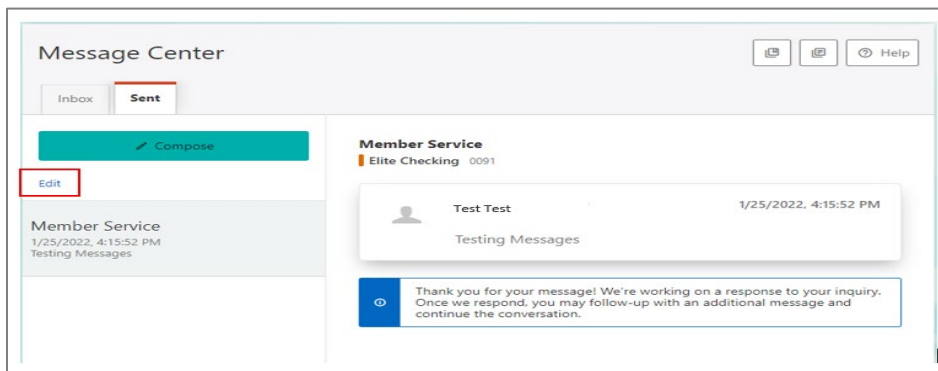 Message Center
Help
Inbox
Sent
Compose
Edit
Member Service
1/25/2022, 4:15:52 PM
Testing Messages
Member Service
Elite Checking 0091
Test Test
1/25/2022, 4:15:52 PM
Testing Messages
Thank you for your message! We're working on a response to your inquiry.
Once we respond, you may follow-up with an additional message and
continue the conversation.